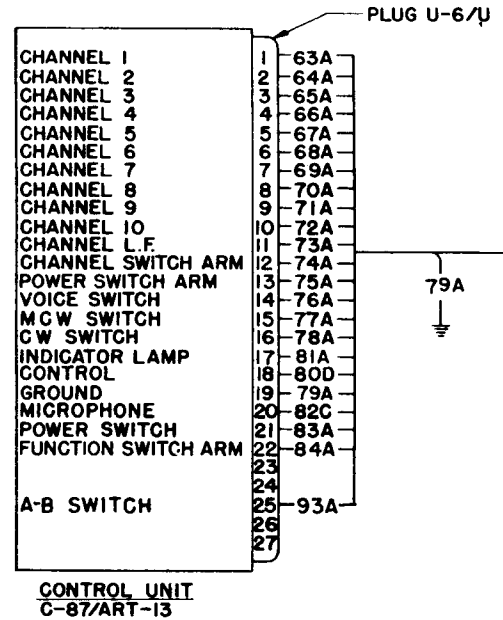 PLUG U-6/U
CHANNEL 1 1 63A
CHANNEL 2 2 64A
CHANNEL 3 3 65A
CHANNEL 4 4 66A
CHANNEL 5 5 67A
CHANNEL 6 6 68A
CHANNEL 7 7 69A
CHANNEL 8 8 70A
CHANNEL 9 9 71A
CHANNEL 10 10 72A
CHANNEL L.F. 11 73A
CHANNEL SWITCH ARM 12 74A
POWER SWITCH ARM 13 75A
VOICE SWITCH 14 76A
MCW SWITCH 15 77A
CW SWITCH 16 78A
INDICATOR LAMP 17 81A
CONTROL 18 80D
GROUND 19 79A
MICROPHONE 20 82C
POWER SWITCH 21 83A
FUNCTION SWITCH ARM 22 84A
23
24
A-B SWITCH 25 93A
26
27
79A
CONTROL UNIT
C-87/ART-13